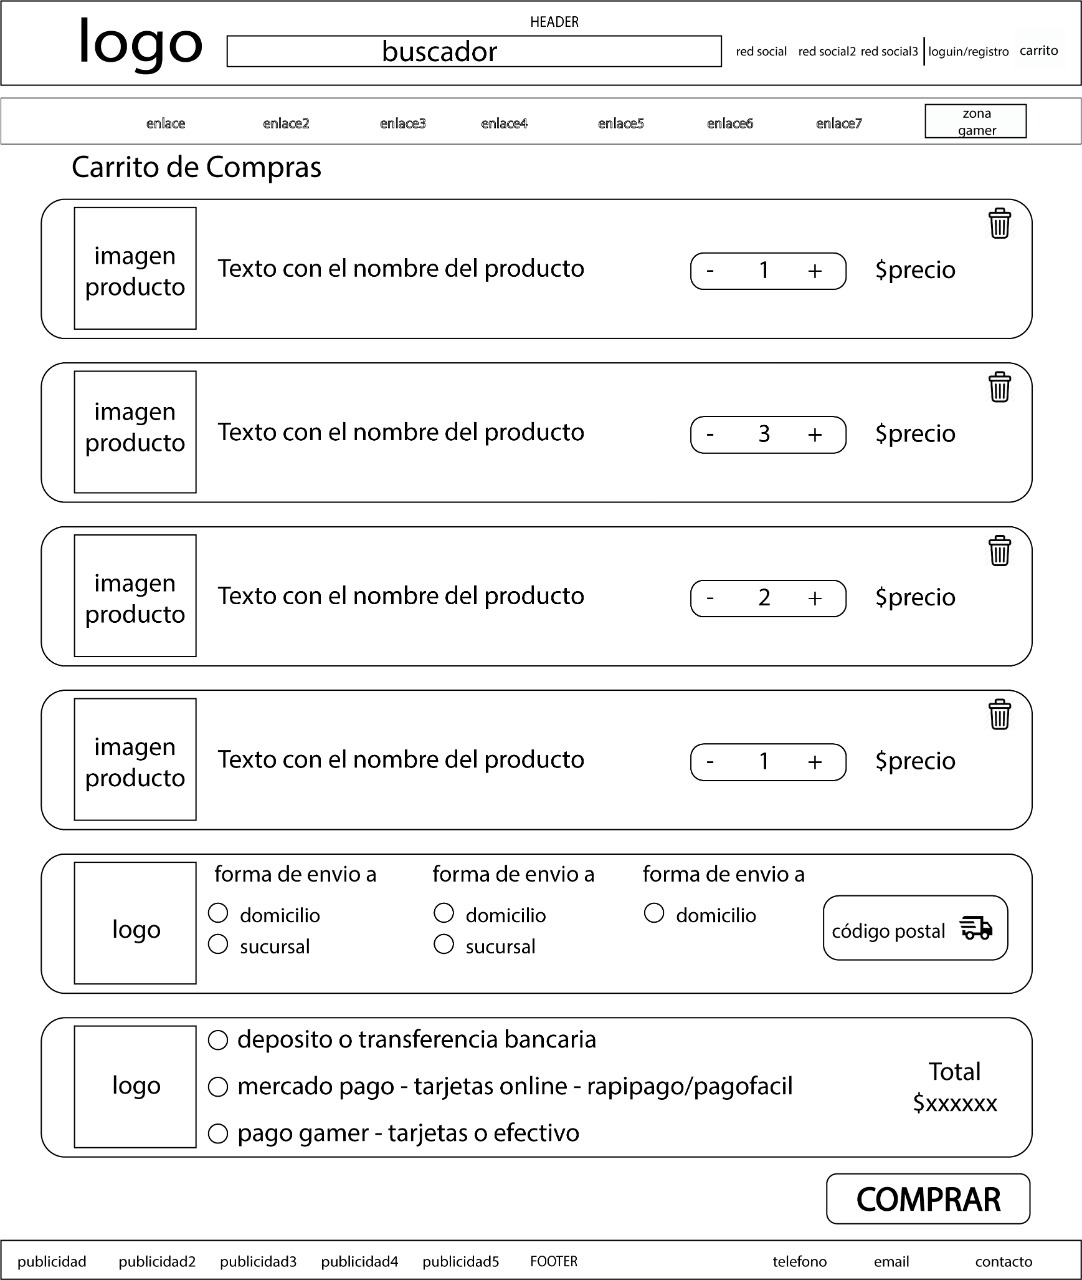 HEADER
logo
buscador
red social red social2 red social3 loguin/registro carrito
enlace enlace2 enlace3 enlace4 enlace5 enlace6 enlace7
zona
gamer
Carrito de Compras
imagen
producto
Texto con el nombre del producto
- 1 +
$precio
imagen
producto
Texto con el nombre del producto
- 3 +
$precio
imagen
producto
Texto con el nombre del producto
- 2 +
$precio
imagen
producto
Texto con el nombre del producto
- 1 +
$precio
logo
forma de envio a
domicilio
sucursal
forma de envio a
domicilio
sucursal
forma de envio a
domicilio
código postal
logo
deposito o transferencia bancaria
mercado pago - tarjetas online - rapipago/pagofacil
pago gamer - tarjetas o efectivo
Total
$xxxxxx
COMPRAR
publicidad publicidad2 publicidad3 publicidad4 publicidad5 FOOTER telefono email contacto